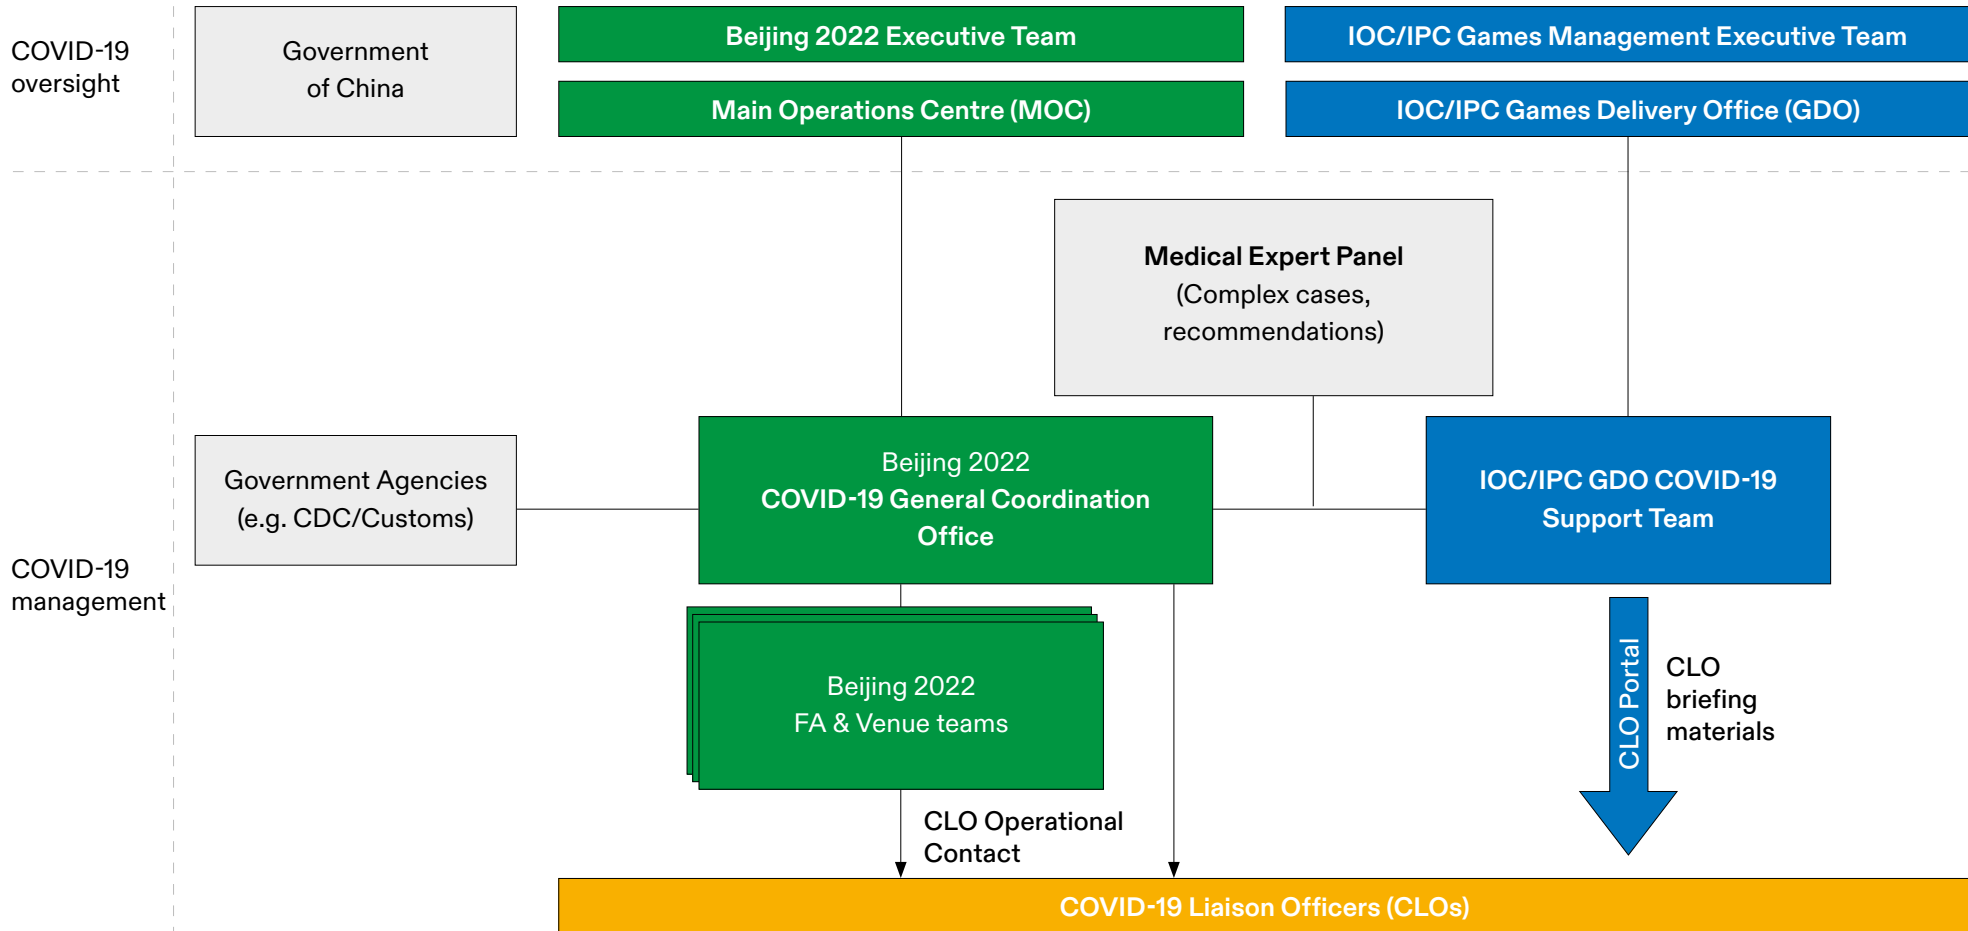 COVID-19
oversight
Government
of China
Beijing 2022 Executive Team
IOC/IPC Games Management Executive Team
Main Operations Centre (MOC)
IOC/IPC Games Delivery Office (GDO)
Medical Expert Panel
(Complex cases,
recommendations)
COVID-19
management
Government Agencies
(e.g. CDC/Customs)
Beijing 2022
COVID-19 General Coordination
Office
IOC/IPC GDO COVID-19
Support Team
Beijing 2022
FA & Venue teams
CLO Portal
CLO
briefing
materials
CLO Operational
Contact
COVID-19 Liaison Officers (CLOs)